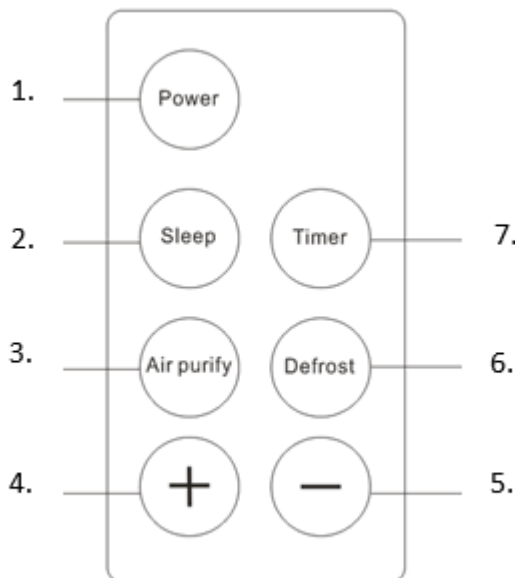 1. Power
2. Sleep Timer 7.
3. Air purify Defrost 6.
4. + − 5.